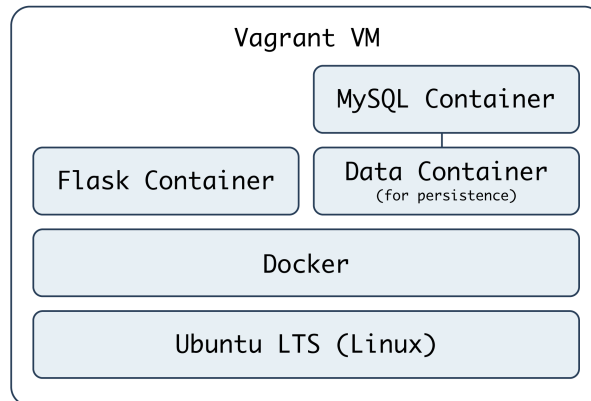 Vagrant VM
MySQL Container
Flask Container
Data Container
(for persistence)
Docker
Ubuntu LTS (Linux)